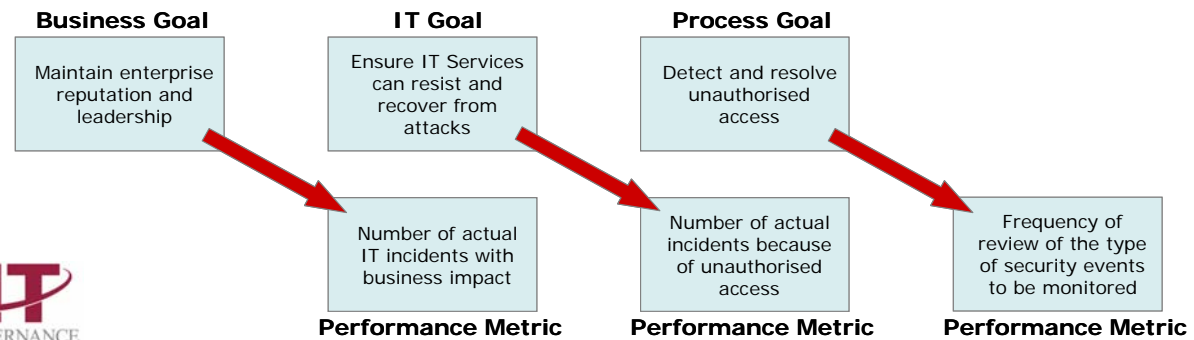 Business Goal
IT Goal
Process Goal
Maintain enterprise
reputation and
leadership
Ensure IT Services
can resist and
recover from
attacks
Detect and resolve
unauthorised
access
Number of actual
IT incidents with
business impact
Number of actual
incidents because
of unauthorised
access
Frequency of
review of the type
of security events
to be monitored
Performance Metric
Performance Metric
Performance Metric